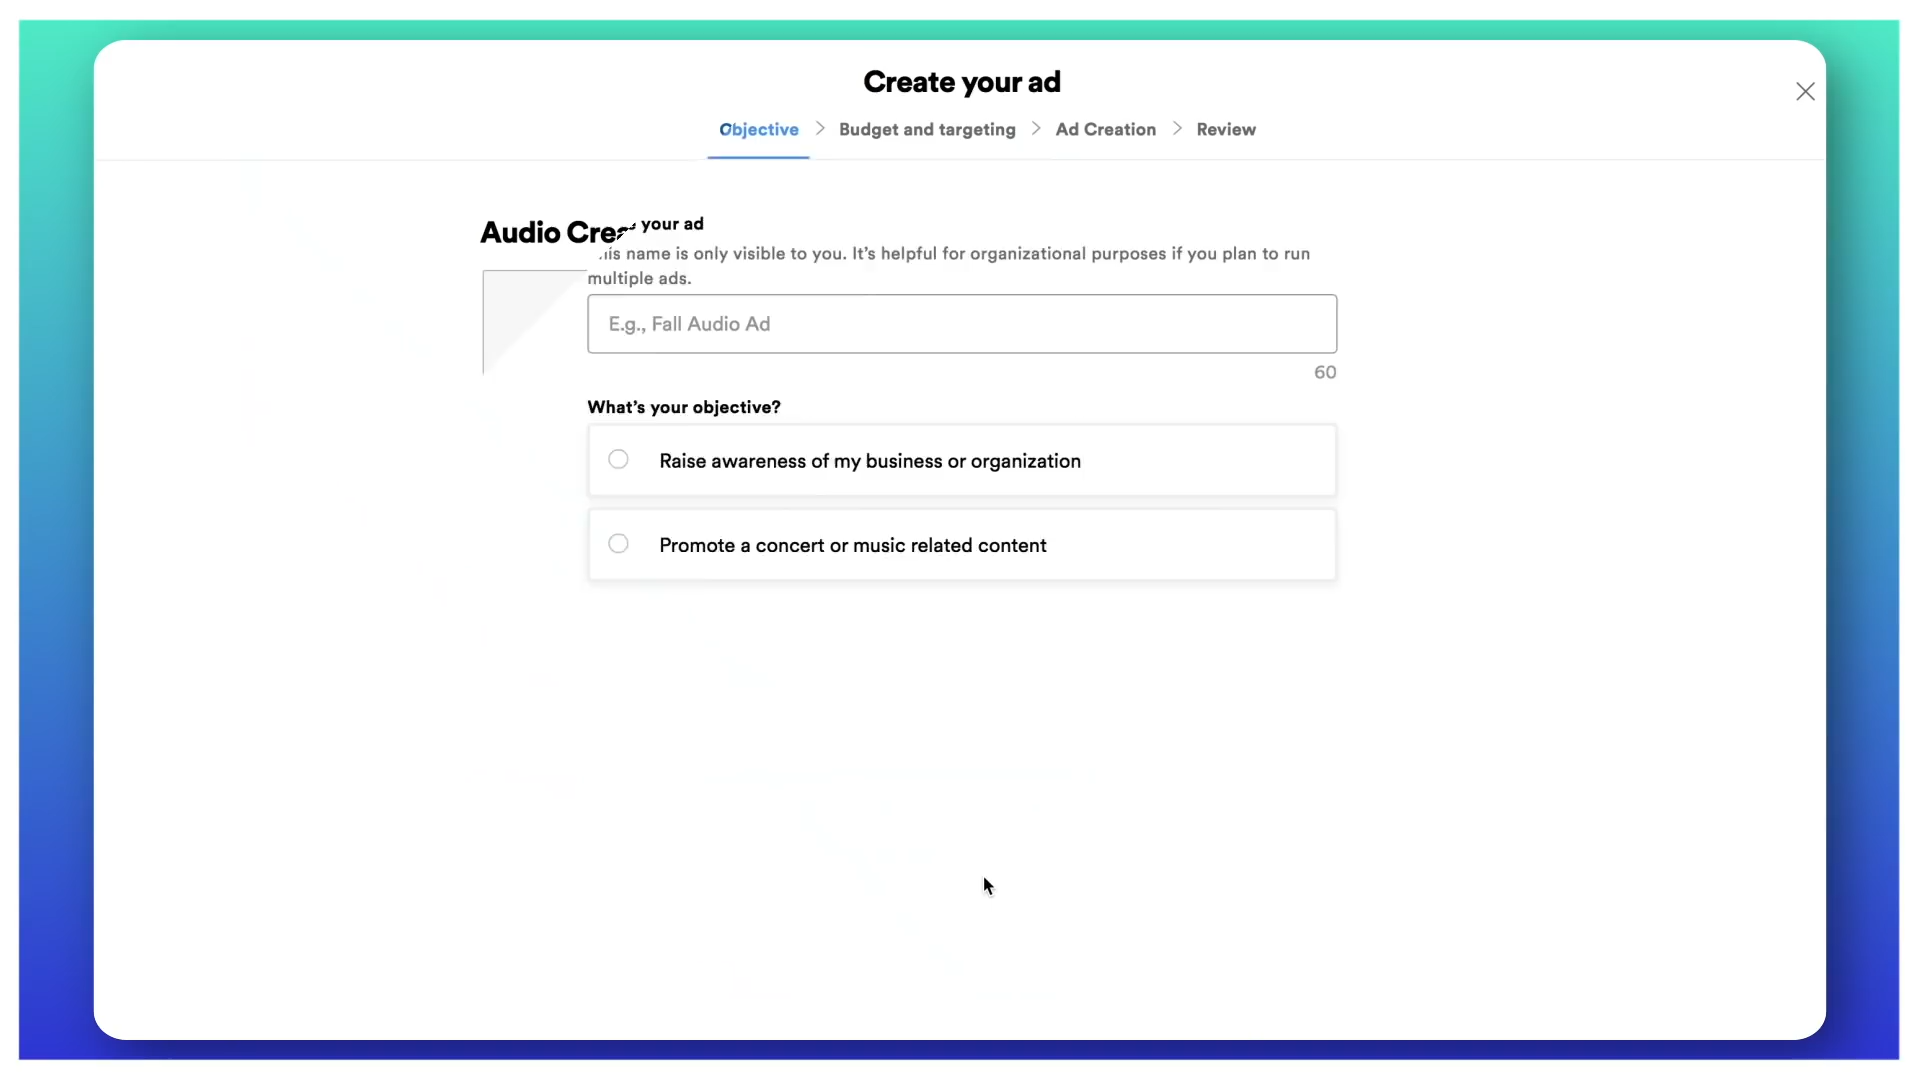 Create your ad
Objective
Budget and targeting
Ad Creation
Review
Audio
your ad
name is only visible to you. It's helpful for organizational purposes if you plan to run
multiple ads.
E.g., Fall Audio Ad
60
What's your objective?
Raise awareness of my business or organization
Promote a concert or music related content